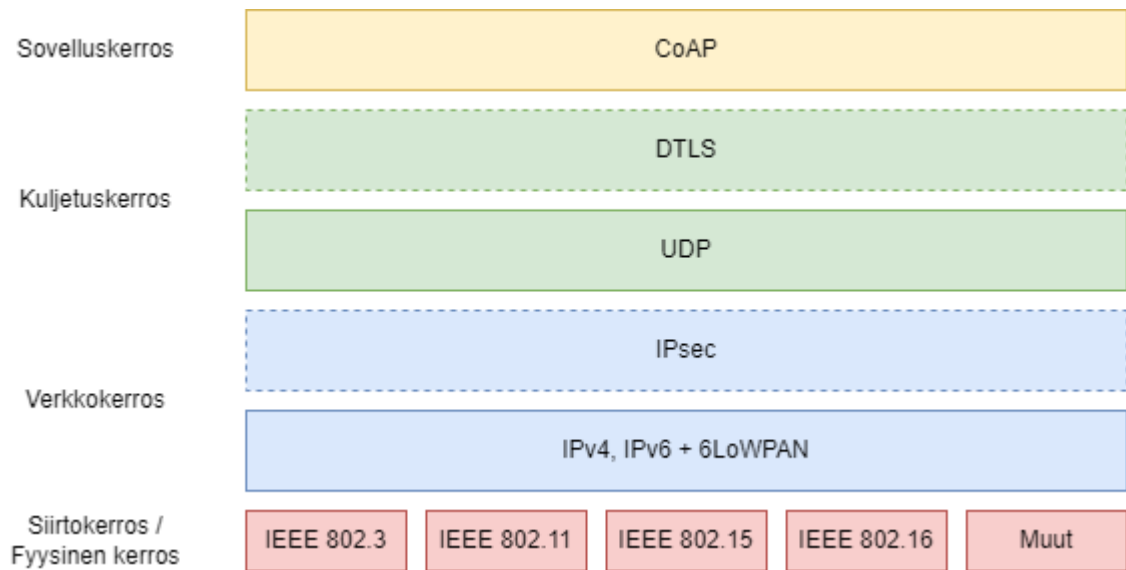 Sovelluskerros
CoAP
DTLS
Kuljetuskerros
UDP
IPsec
Verkkokerros
IPv4, IPv6 + 6LoWPAN
Siirtokerros /
Fyysinen kerros
IEEE 802.3
IEEE 802.11
IEEE 802.15
IEEE 802.16
Muut